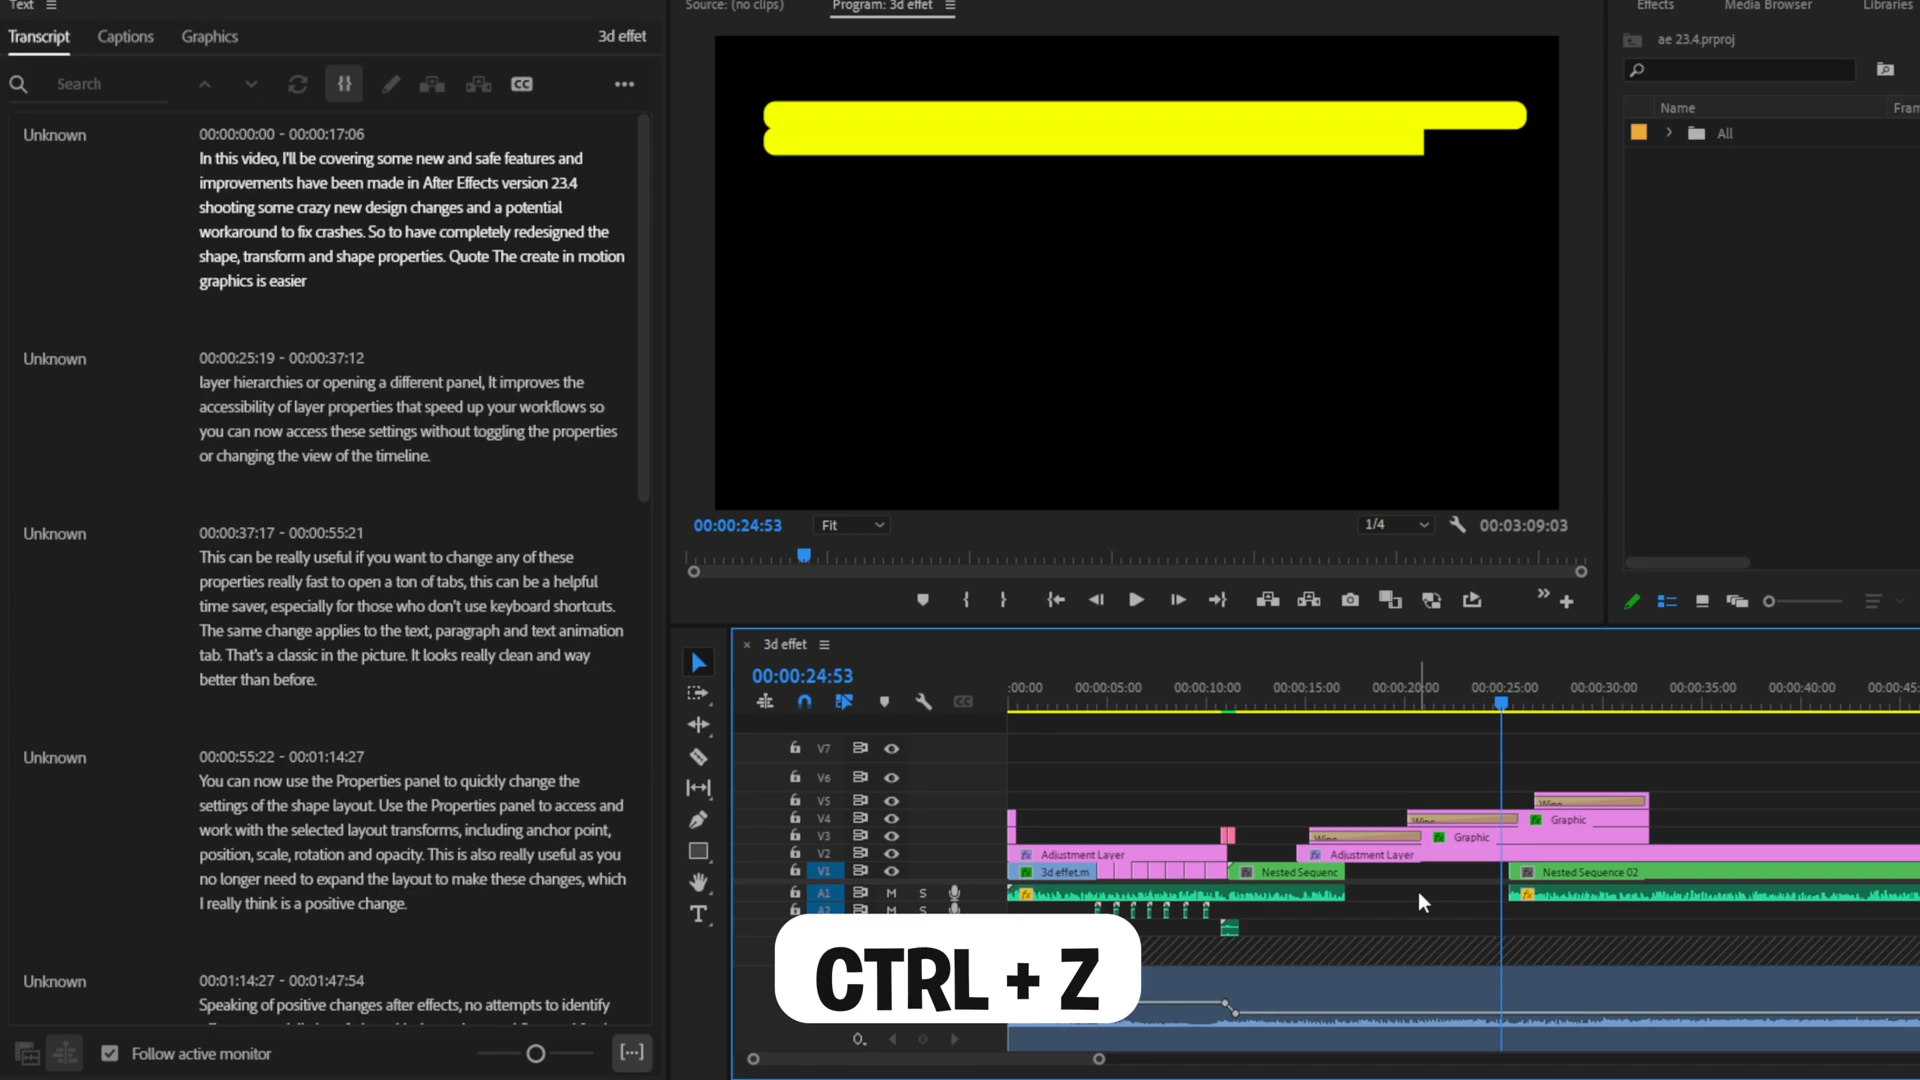 Text
Source: (no clips)
Program: 3d effet
Effects
Media Browser
Libraries
Transcript
Captions
Graphics
3d effet
Search
CC
ae 23.4.prproj
Name
Fram
All
Unknown
00:00:00:00 - 00:00:17:06
In this video, I'll be covering some new and safe features and
improvements have been made in After Effects version 23.4
shooting some crazy new design changes and a potential
workaround to fix crashes. So to have completely redesigned the
shape, transform and shape properties. Quote The create in motion
graphics is easier
Unknown
00:00:25:19 - 00:00:37:12
layer hierarchies or opening a different panel, It improves the
accessibility of layer properties that speed up your workflows so
you can now access these settings without toggling the properties
or changing the view of the timeline.
Unknown
00:00:37:17 - 00:00:55:21
This can be really useful if you want to change any of these
properties really fast to open a ton of tabs, this can be a helpful
time saver, especially for those who don't use keyboard shortcuts.
The same change applies to the text, paragraph and text animation
tab. That's a classic in the picture. It looks really clean and way
better than before.
Unknown
00:00:55:22 - 00:01:14:27
You can now use the Properties panel to quickly change the
settings of the shape layout. Use the Properties panel to access and
work with the selected layout transforms, including anchor point,
position, scale, rotation and opacity. This is also really useful as you
no longer need to expand the layout to make these changes, which
I really think is a positive change.
Unknown
00:01:14:27 - 00:01:47:54
Speaking of positive changes after effects, no attempts to identify
Follow active monitor
00:00:24:53
Fit
1/4
00:03:09:03
3d effet
00:00:24:53
:00:00
00:00:05:00
00:00:10:00
00:00:15:00
00:00:20:00
00:00:25:00
00:00:30:00
00:00:35:00
00:00:40:00
00:00:45:
V7
V6
V5
Wipe
V4
Wipe
fx Graphic
V3
Wipe
fx Graphic
V2
fx Adjustment Layer
fx Adjustment Layer
V1
fx 3d effet.m
fx Nested Sequenc
fx Nested Sequence 02
A1
M
S
fx
fx
A2
M
S
CTRL + Z